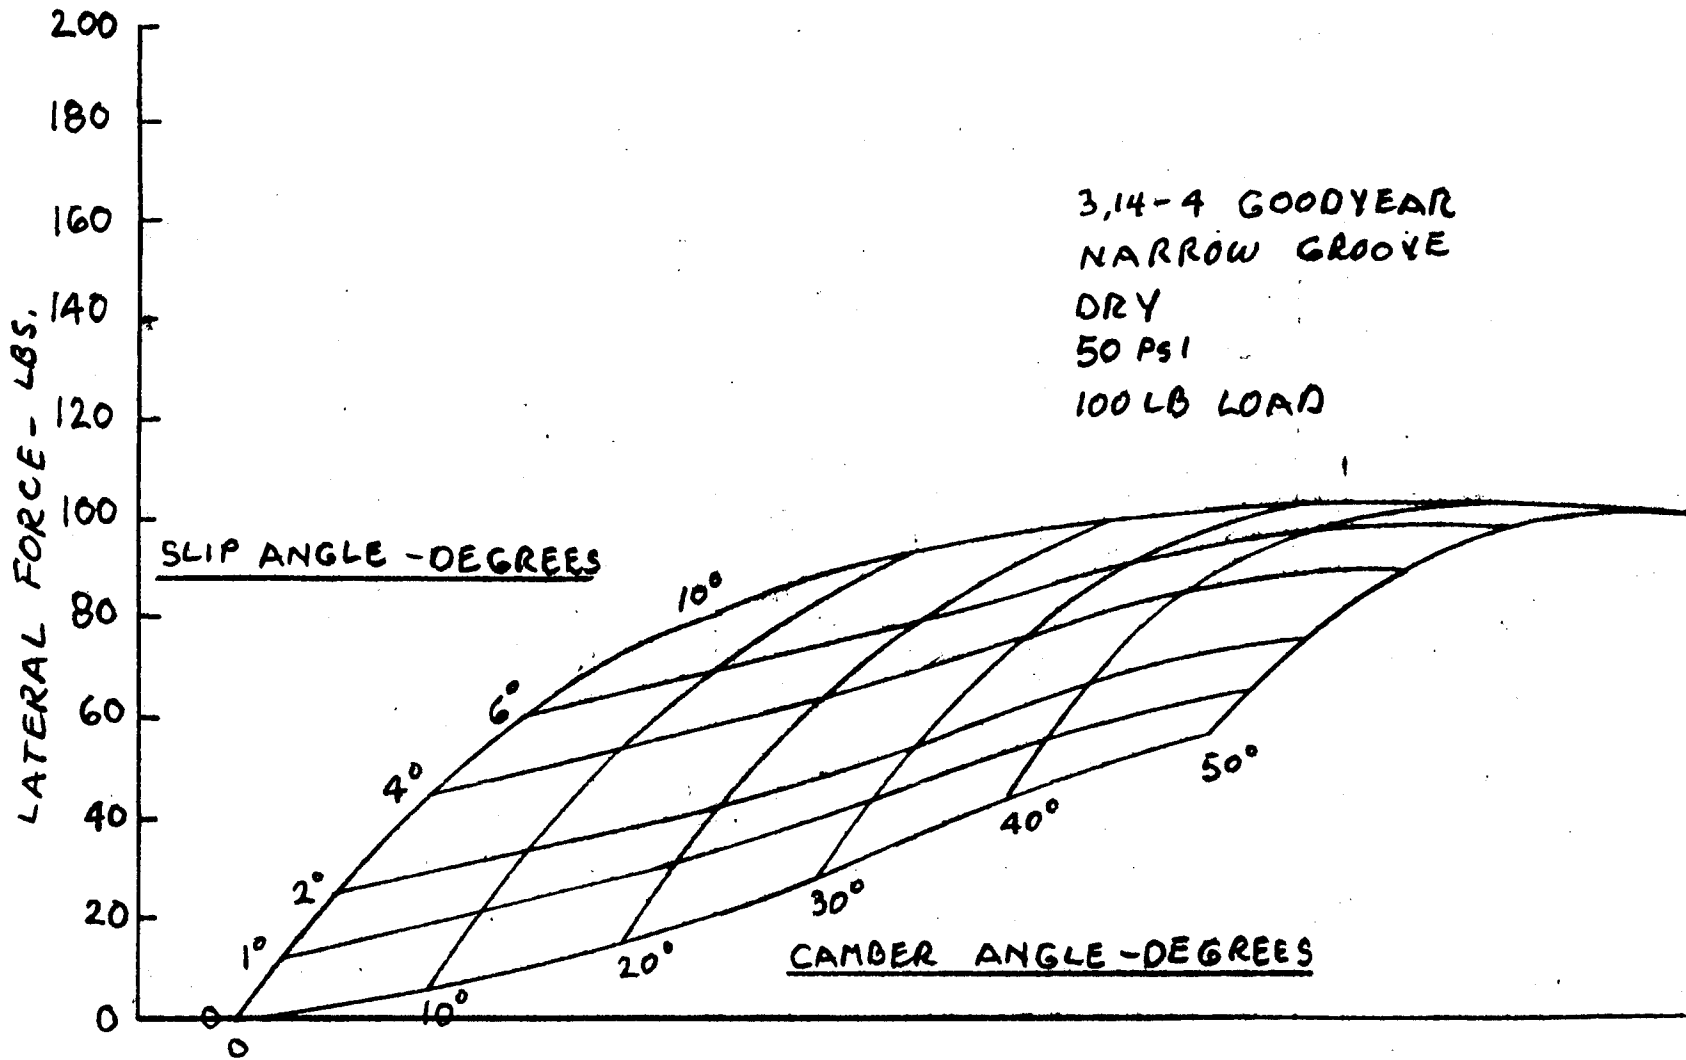 200
180
160
140
120
100
80
60
40
20
0
LATERAL FORCE - LBS.
3,14-4 GOODYEAR
NARROW GROOVE
DRY
50 PSI
100 LB LOAD
SLIP ANGLE -DEGREES
10°
6°
4°
2°
1°
0
0
10°
20°
30°
40°
50°
CAMBER ANGLE-DEGREES